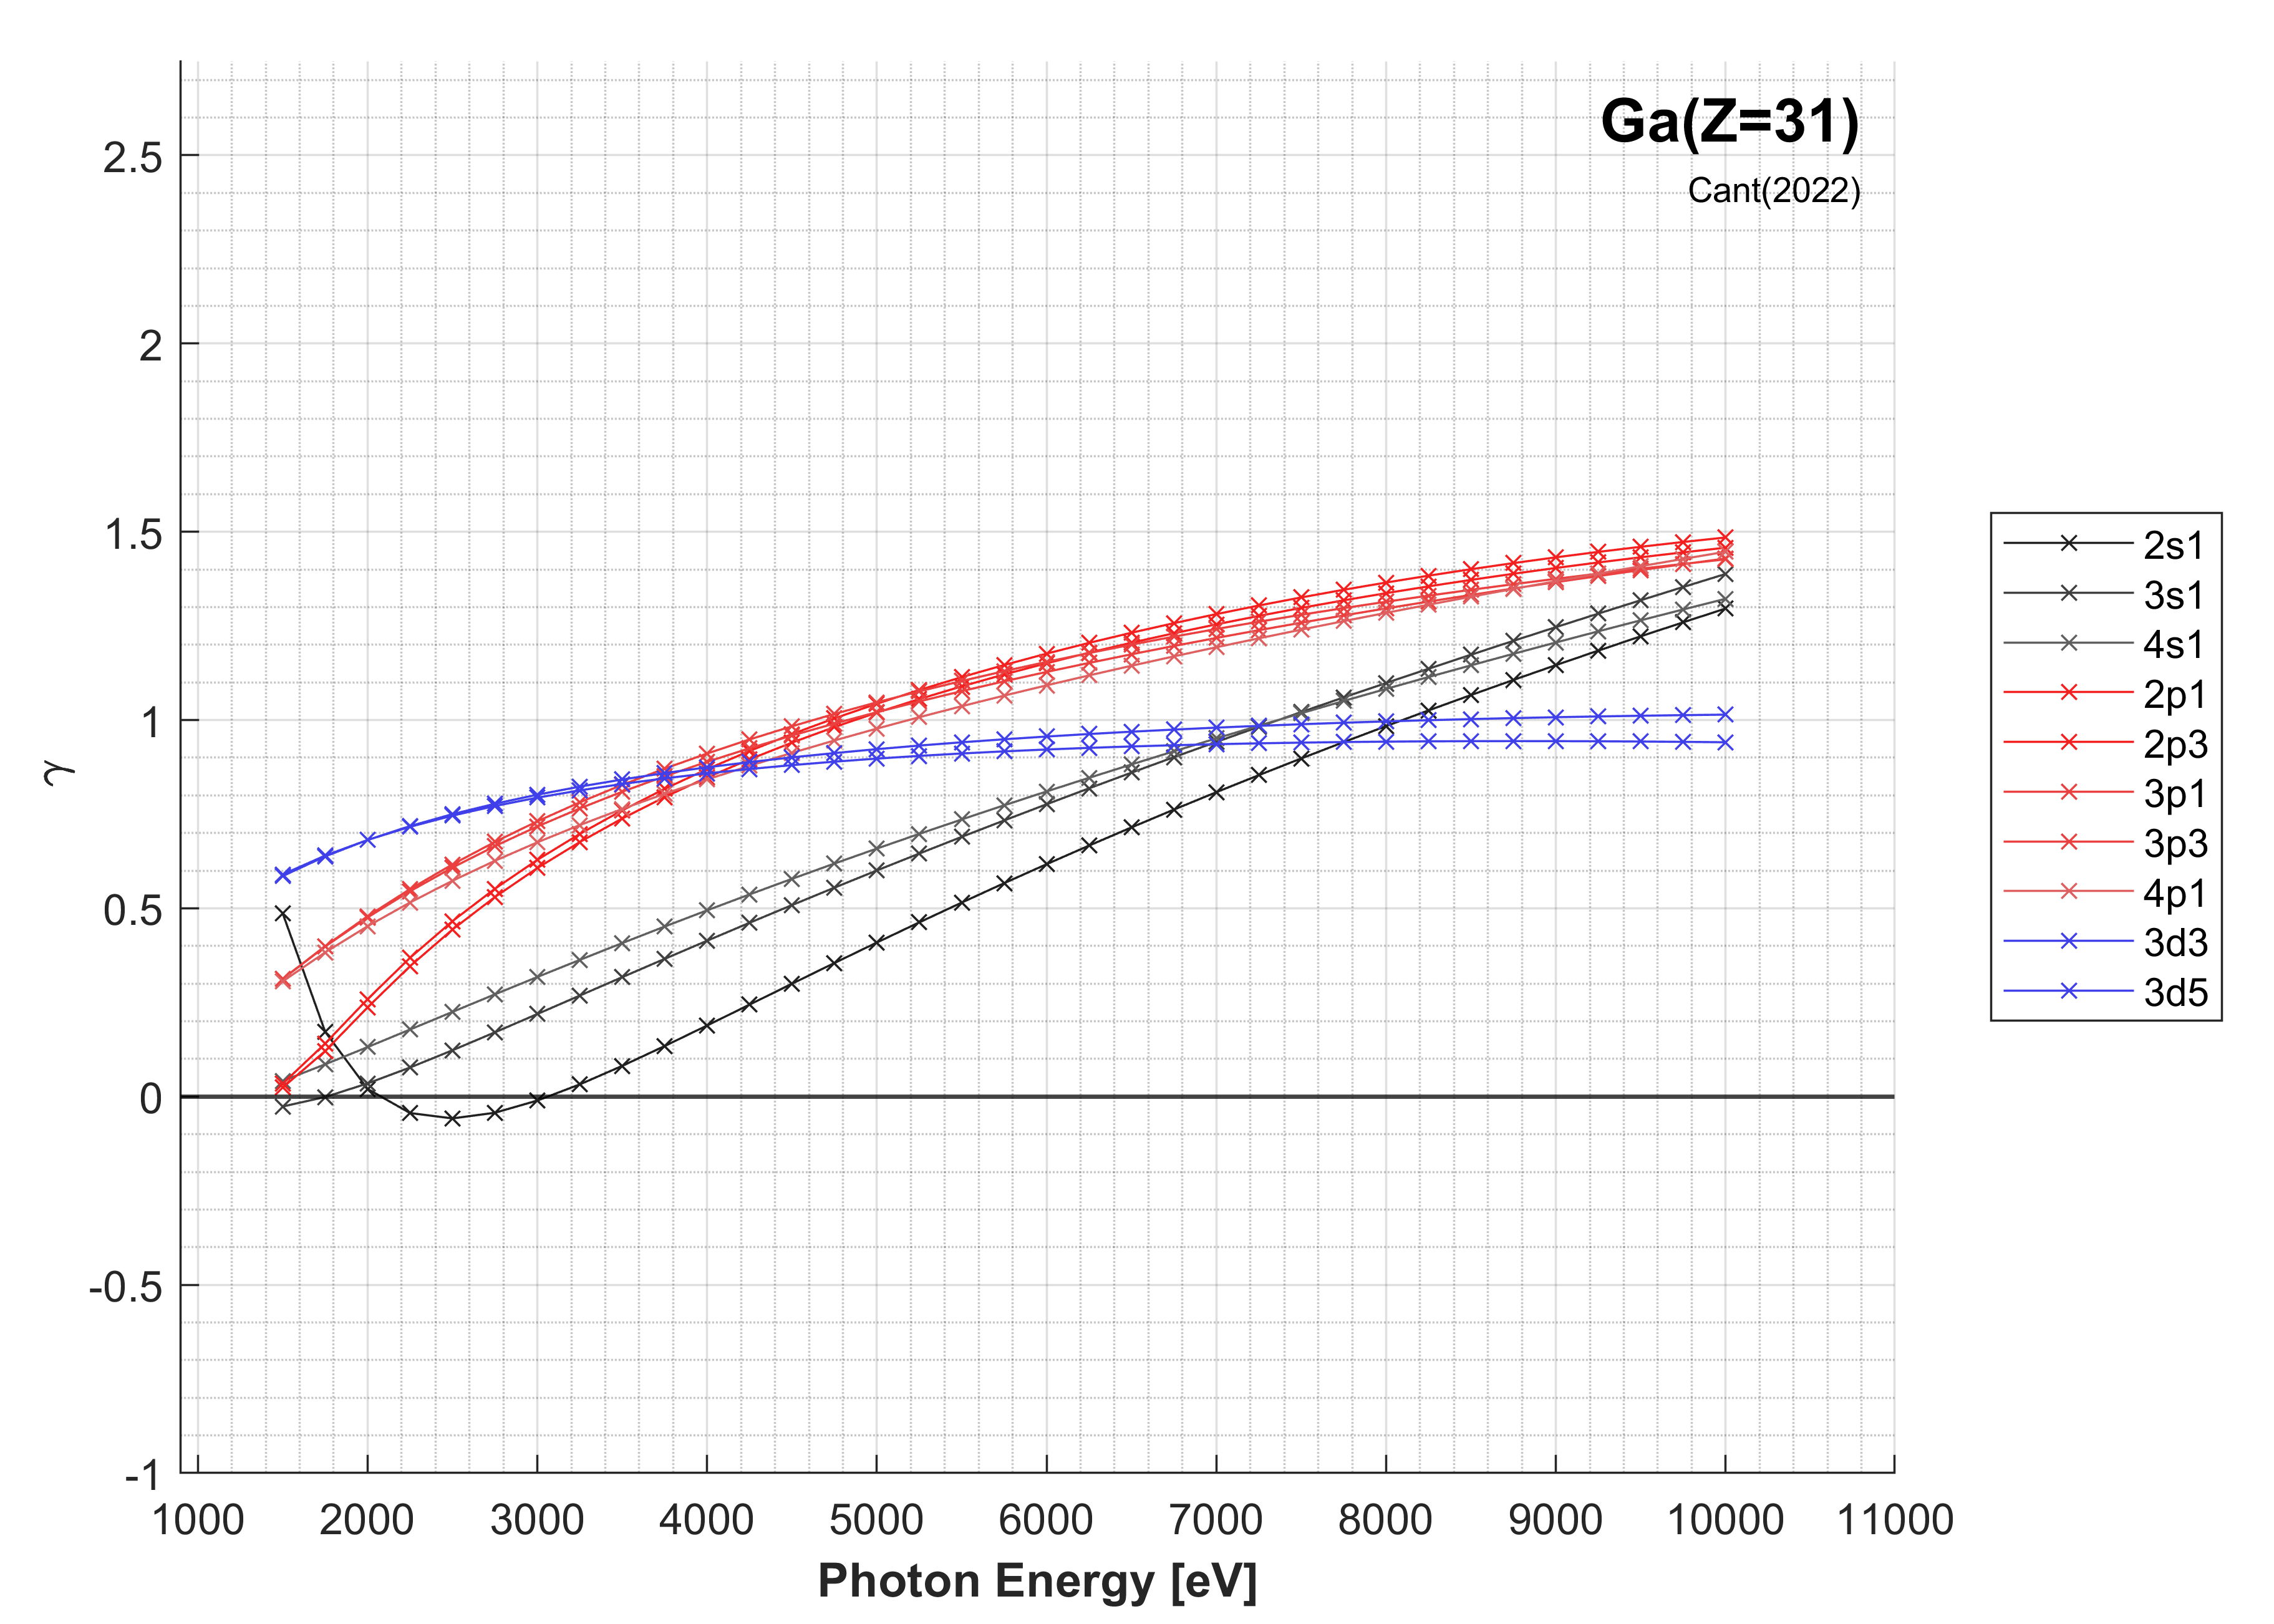 Ga(Z=31)
Cant(2022)
2.5
2
1.5
1
0.5
0
-0.5
-1
γ
1000 2000 3000 4000 5000 6000 7000 8000 9000 10000 11000
Photon Energy [eV]
2s1
3s1
4s1
2p1
2p3
3p1
3p3
4p1
3d3
3d5